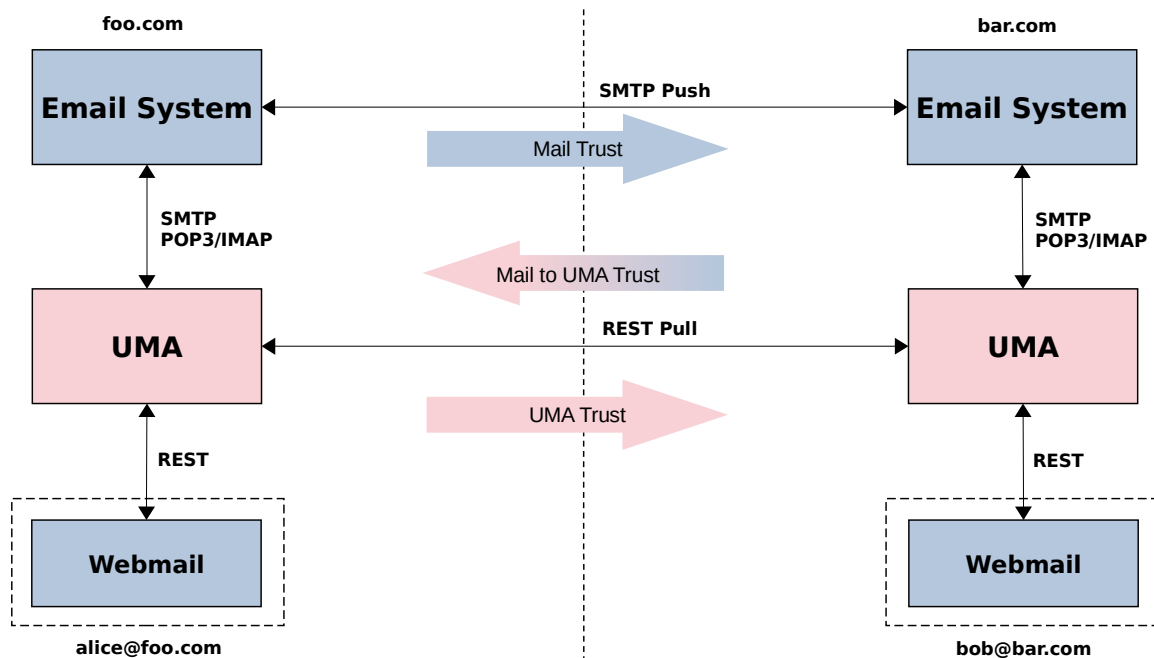 foo.com
bar.com
Email System
SMTP Push
Email System
Mail Trust
SMTP
POP3/IMAP
SMTP
POP3/IMAP
Mail to UMA Trust
UMA
REST Pull
UMA
UMA Trust
REST
REST
Webmail
Webmail
alice@foo.com
bob@bar.com